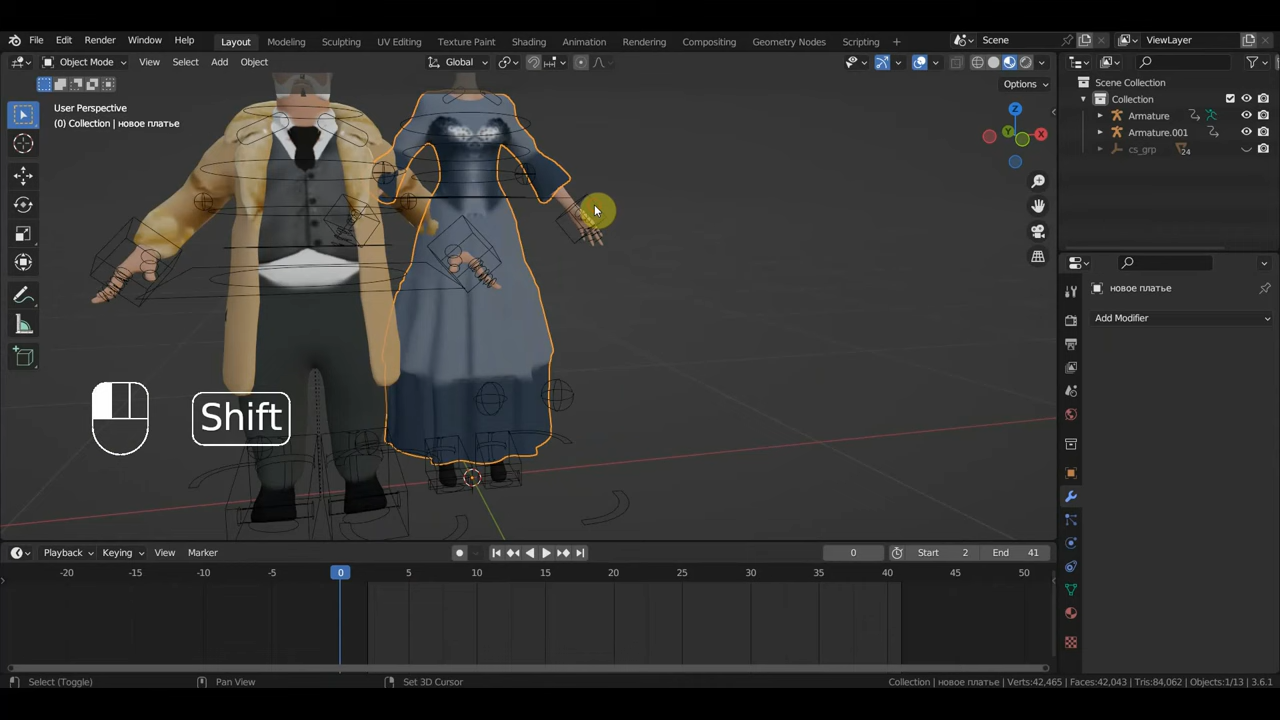 File Edit Render Window Help Layout Modeling Sculpting UV Editing Texture Paint Shading Animation Rendering Compositing Geometry Nodes Scripting + Scene ViewLayer
Object Mode View Select Add Object Global
Options
User Perspective
(0) Collection | новое платье
Scene Collection
Collection
Armature
Armature.001
cs_grp 24
новое платье
Add Modifier
Shift
Z
Y
X
Playback Keying View Marker 0 Start 2 End 41
-20 -15 -10 -5 0 5 10 15 20 25 30 35 40 45 50
Select (Toggle) Pan View Set 3D Cursor Collection | новое платье | Verts:42,465 | Faces:42,043 | Tris:84,062 | Objects:1/13 | 3.6.1